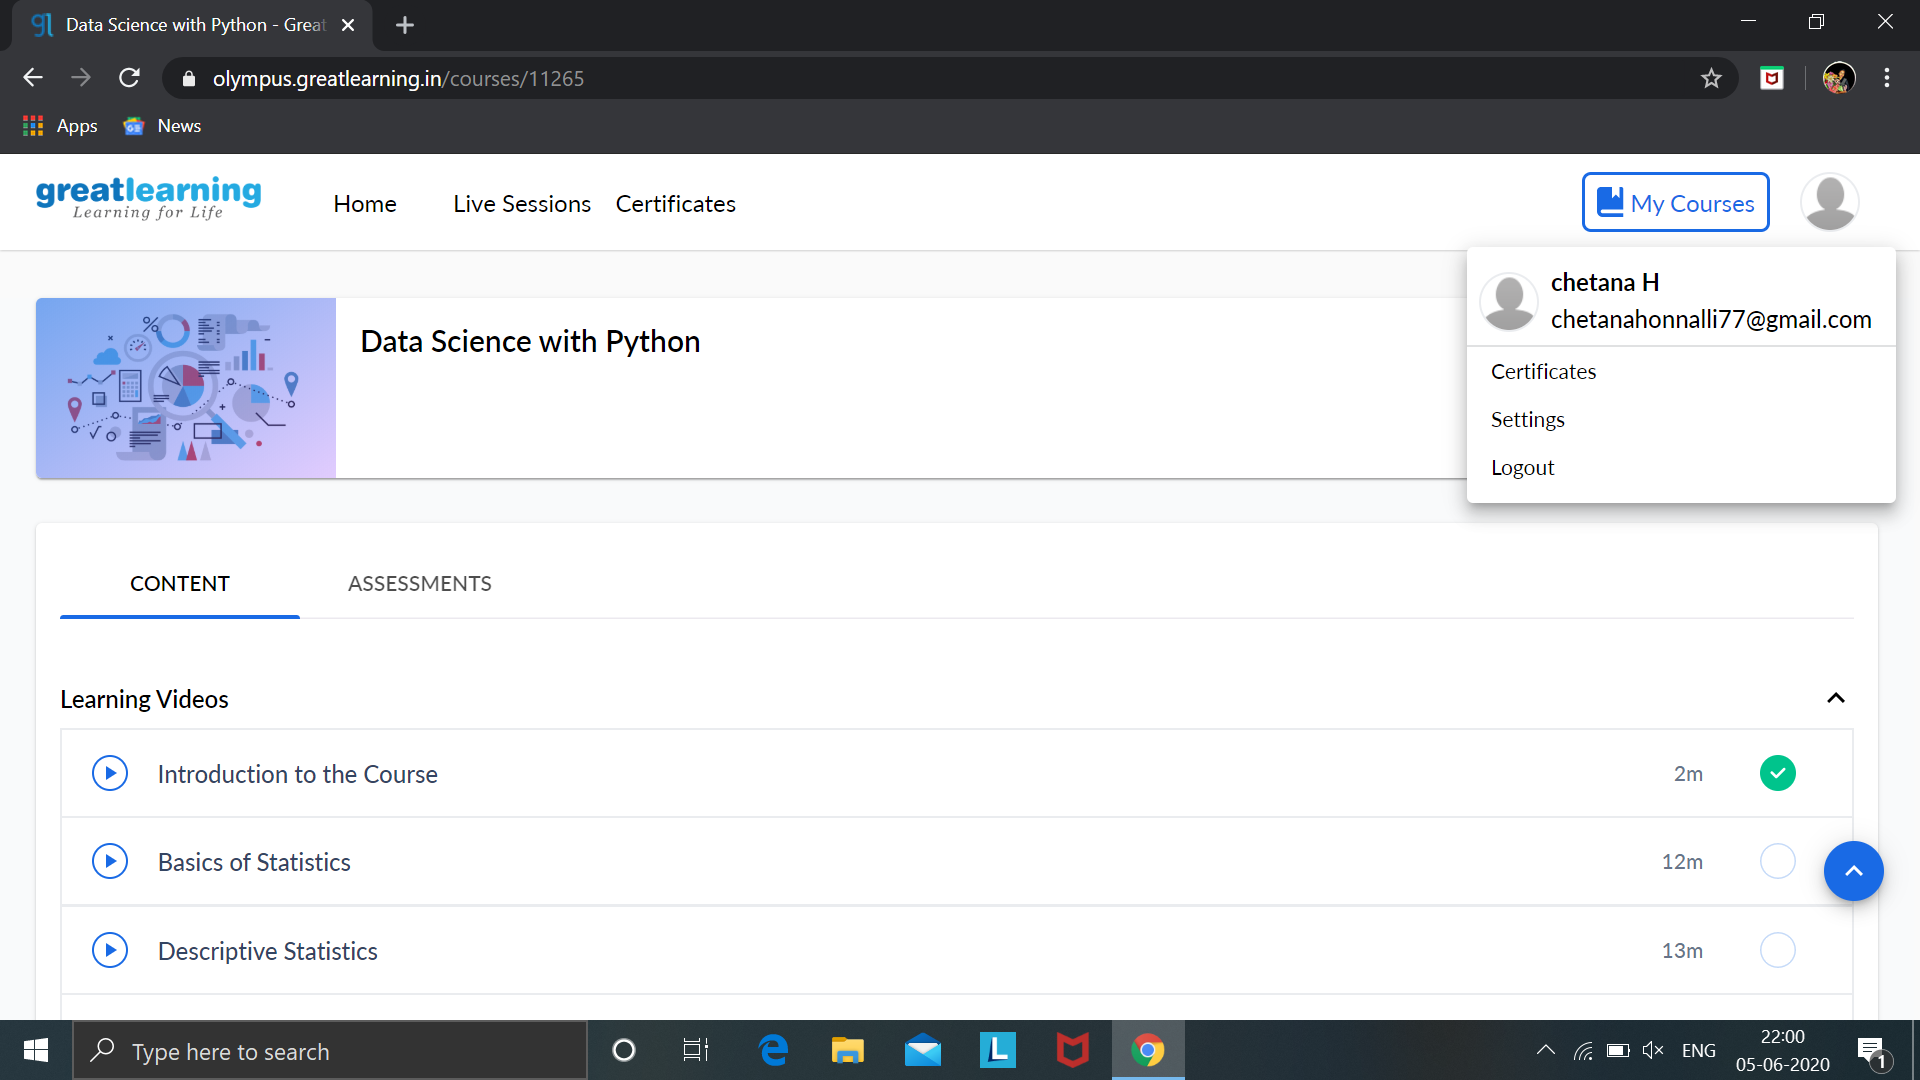 Data Science with Python - Great
olympus.greatlearning.in/courses/11265
Apps
News
greatlearning
Learning for Life
Home
Live Sessions
Certificates
My Courses
chetana H
chetanahonnalli77@gmail.com
Certificates
Settings
Logout
Data Science with Python
CONTENT
ASSESSMENTS
Learning Videos
Introduction to the Course
2m
Basics of Statistics
12m
Descriptive Statistics
13m
Type here to search
ENG
22:00
05-06-2020
1